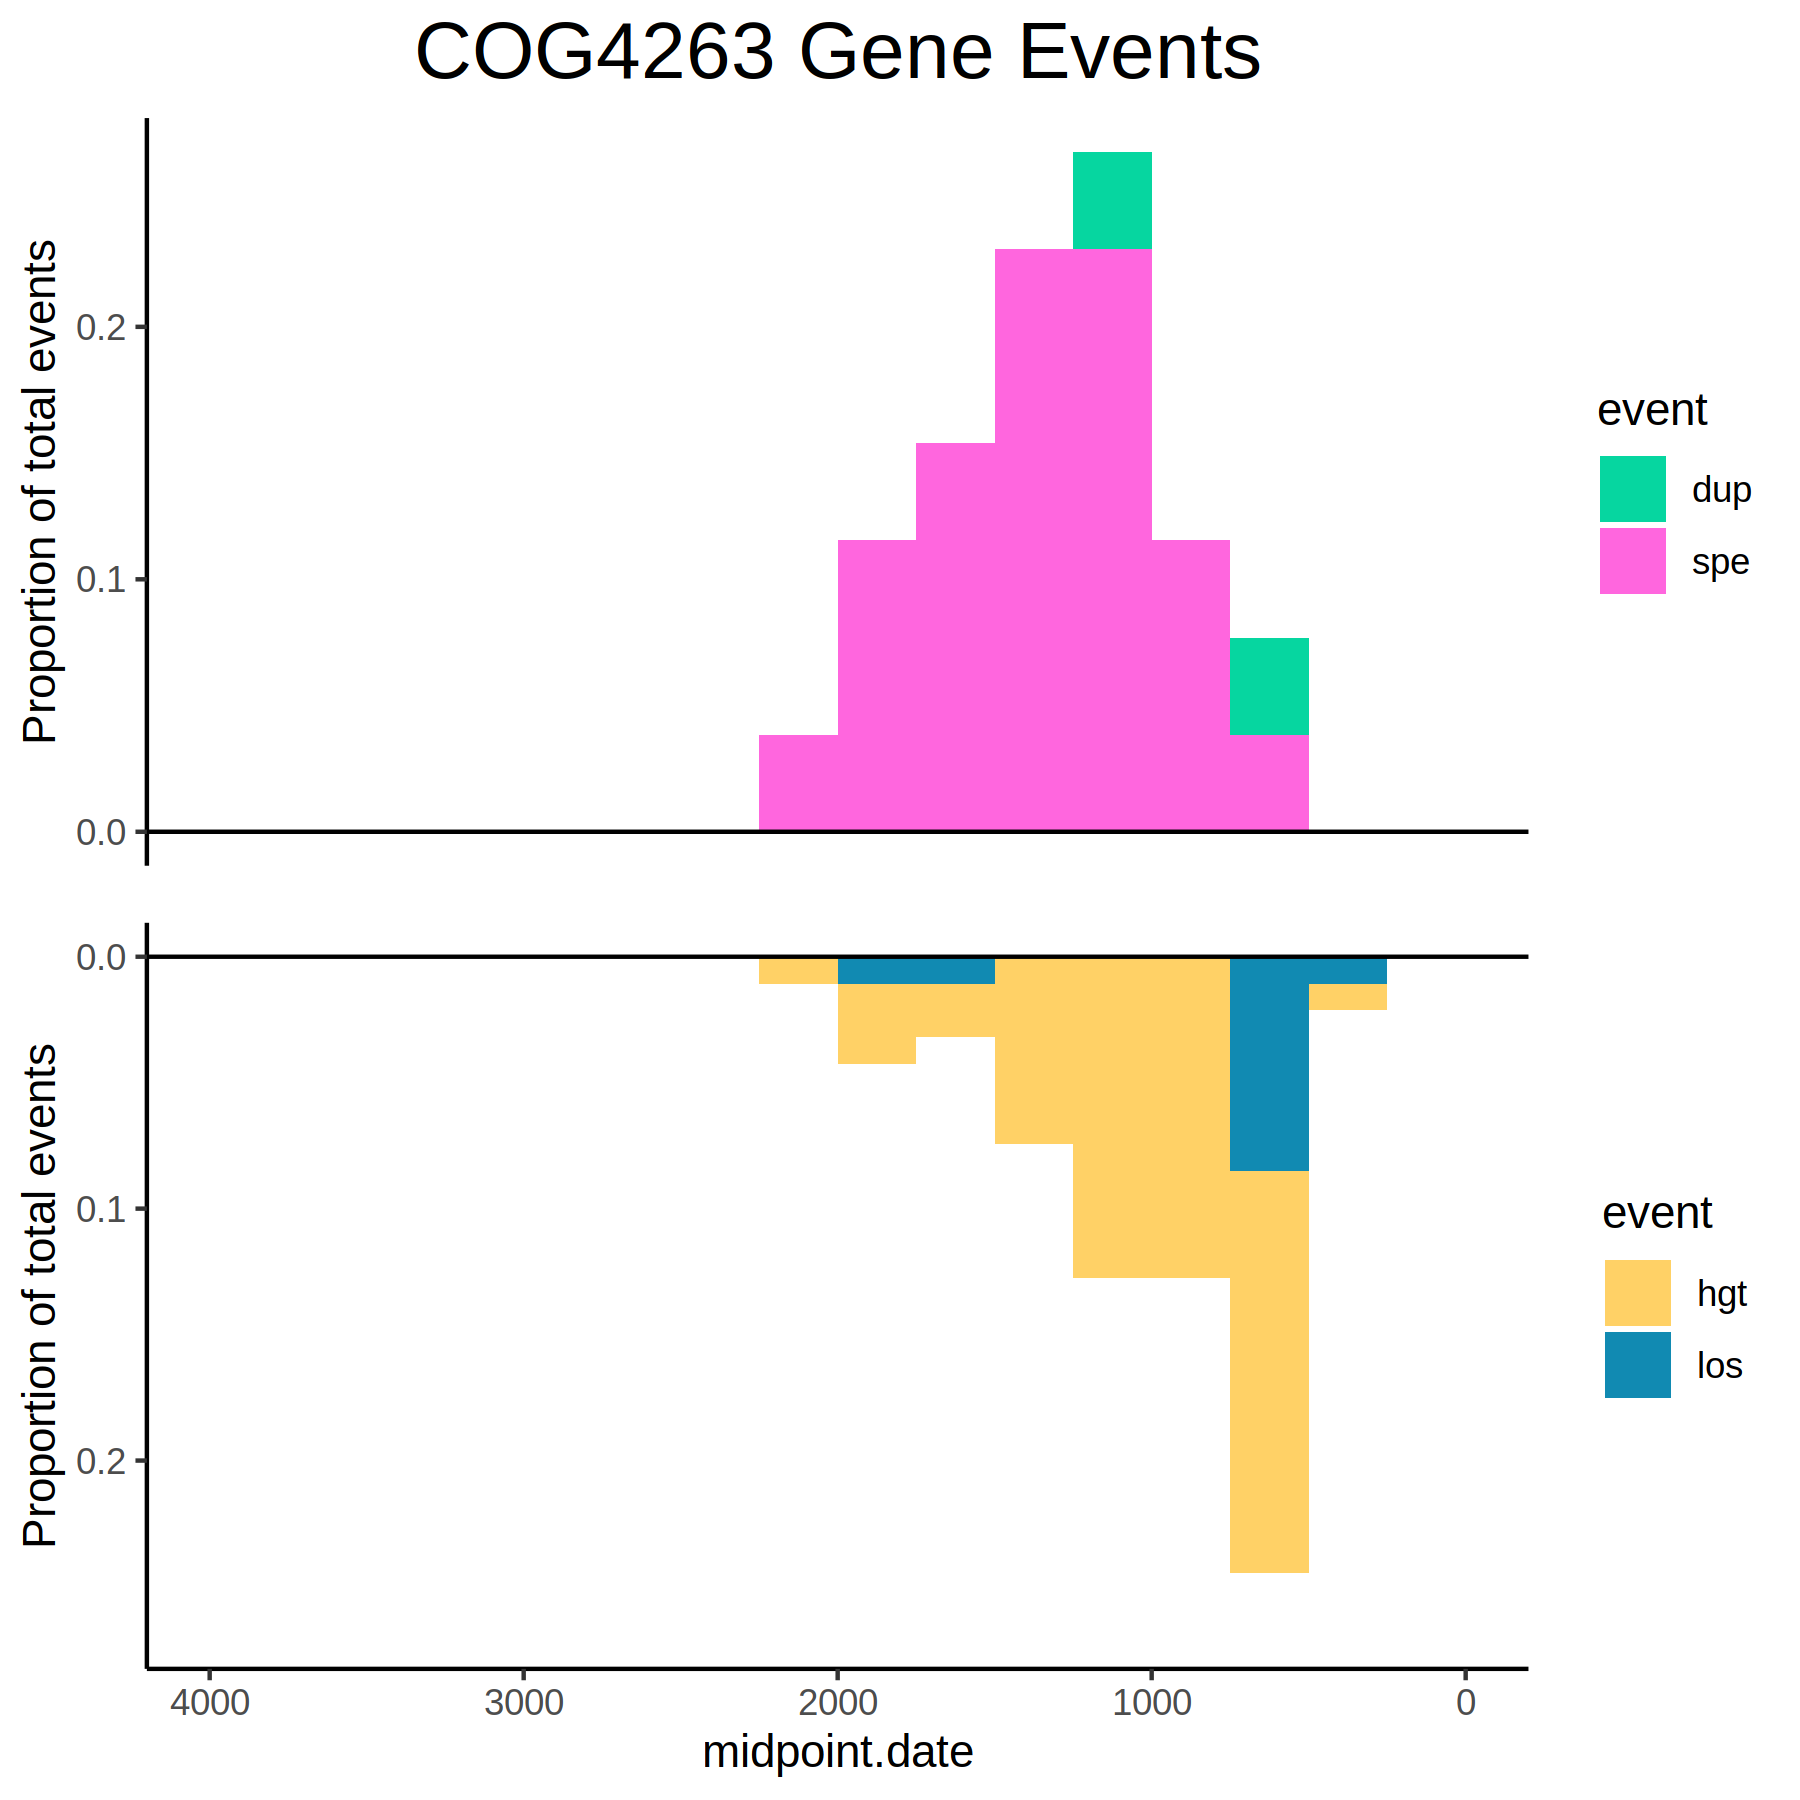 COG4263 Gene Events
Proportion of total events
0.2
0.1
0.0
event
dup
spe
Proportion of total events
0.0
0.1
0.2
event
hgt
los
4000 3000 2000 1000 0
midpoint.date